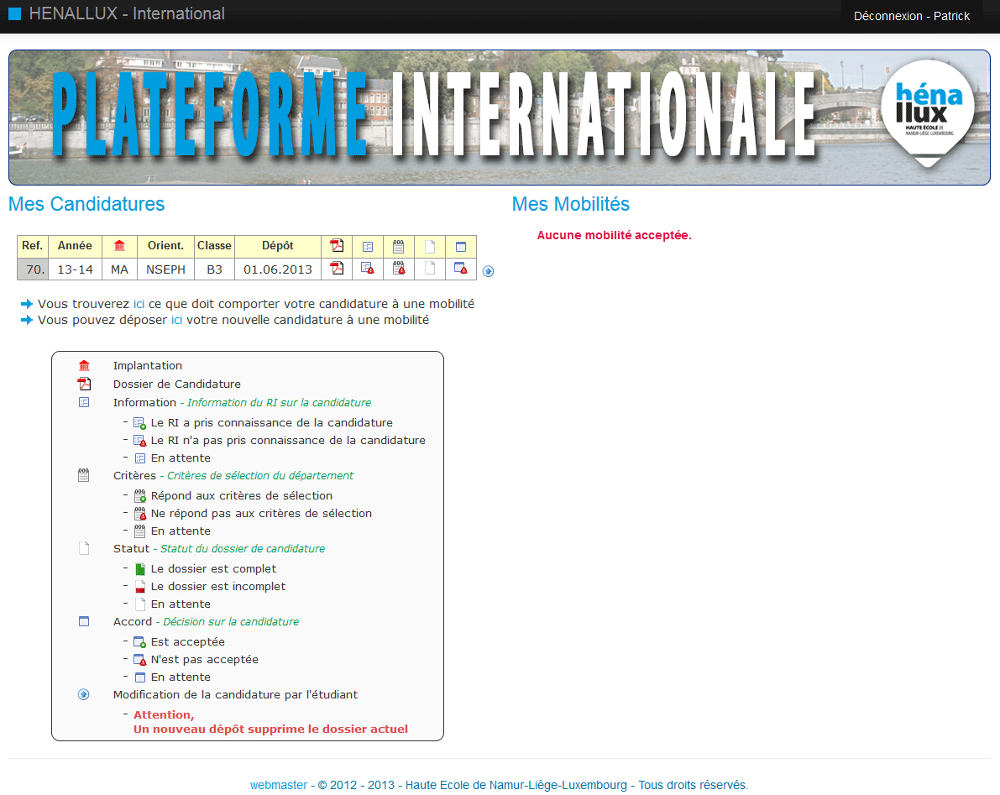 HENALLUX - International
Déconnexion - Patrick
PLATEFORME INTERNATIONALE
héna
llux
HAUTE ÉCOLE DE
NAMUR-LIÈGE-LUXEMBOURG
Mes Candidatures
Ref. Année Orient. Classe Dépôt
70. 13-14 MA NSEPH B3 01.06.2013
Vous trouverez ici ce que doit comporter votre candidature à une mobilité
Vous pouvez déposer ici votre nouvelle candidature à une mobilité
Implantation
Dossier de Candidature
Information - Information du RI sur la candidature
- Le RI a pris connaissance de la candidature
- Le RI n'a pas pris connaissance de la candidature
- En attente
Critères - Critères de sélection du département
- Répond aux critères de sélection
- Ne répond pas aux critères de sélection
- En attente
Statut - Statut du dossier de candidature
- Le dossier est complet
- Le dossier est incomplet
- En attente
Accord - Décision sur la candidature
- Est acceptée
- N'est pas acceptée
- En attente
Modification de la candidature par l'étudiant
- Attention,
Un nouveau dépôt supprime le dossier actuel
Mes Mobilités
Aucune mobilité acceptée.
webmaster - © 2012 - 2013 - Haute Ecole de Namur-Liège-Luxembourg - Tous droits réservés.